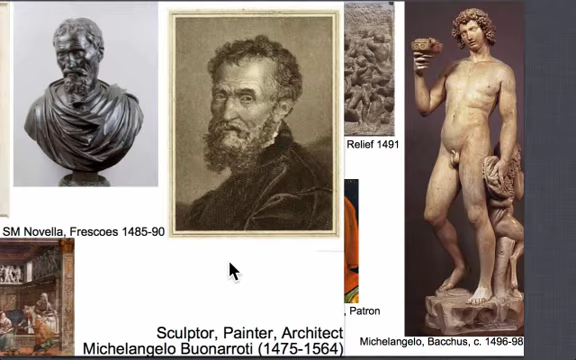 Relief 1491
SM Novella, Frescoes 1485-90
, Patron
Sculptor, Painter, Architect
Michelangelo Buonarroti (1475-1564)
Michelangelo, Bacchus, c. 1496-98